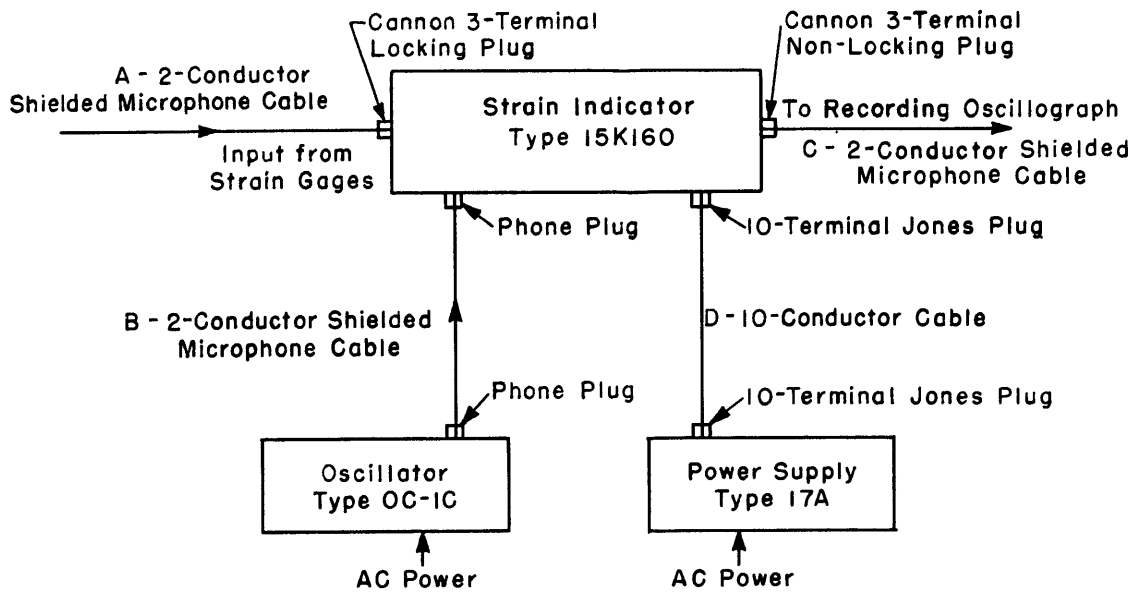 Cannon 3-Terminal
Locking Plug
Cannon 3-Terminal
Non-Locking Plug
A - 2-Conductor
Shielded Microphone Cable
Strain Indicator
Type 15K160
To Recording Oscillograph
Input from
Strain Gages
C - 2-Conductor Shielded
Microphone Cable
Phone Plug
10-Terminal Jones Plug
B - 2-Conductor Shielded
Microphone Cable
D - 10-Conductor Cable
Phone Plug
10-Terminal Jones Plug
Oscillator
Type OC-1C
Power Supply
Type 17A
AC Power
AC Power